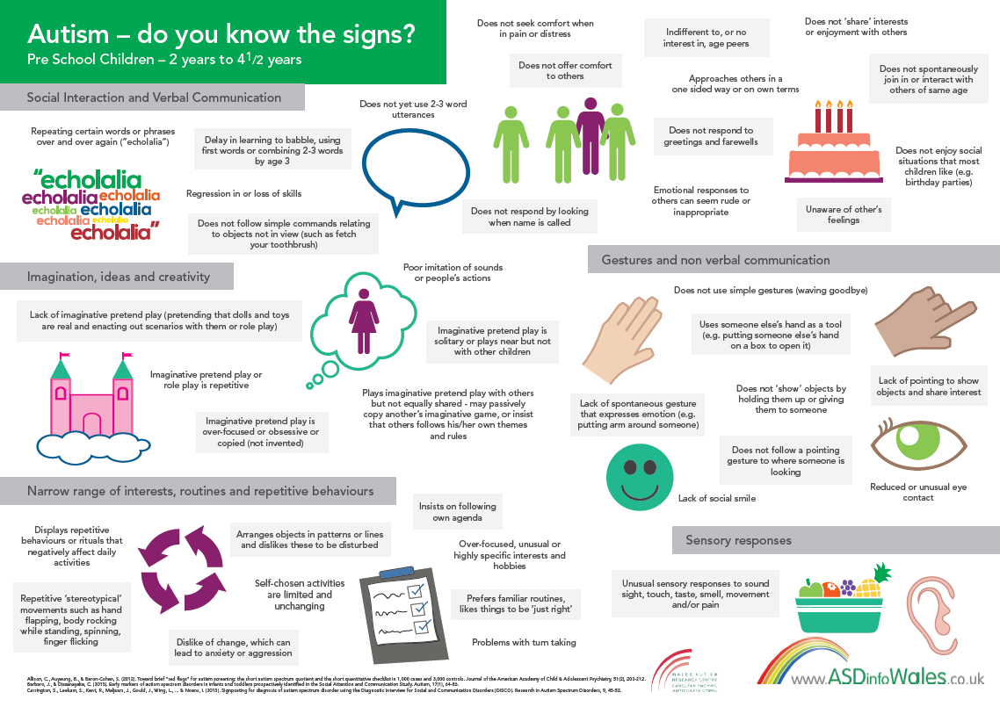 Autism – do you know the signs?
Pre School Children – 2 years to 4 1/2 years
Social Interaction and Verbal Communication
Repeating certain words or phrases
over and over again ("echolalia")
"echolalia
echolalia echolalia
echolalia echolalia
echolalia echolalia
echolalia"
Delay in learning to babble, using
first words or combining 2-3 words
by age 3
Regression in or loss of skills
Does not follow simple commands relating
to objects not in view (such as fetch
your toothbrush)
Does not yet use 2-3 word
utterances
Does not seek comfort when
in pain or distress
Does not offer comfort
to others
Does not respond by looking
when name is called
Indifferent to, or no
interest in, age peers
Approaches others in a
one sided way or on own terms
Does not respond to
greetings and farewells
Emotional responses to
others can seem rude or
inappropriate
Does not 'share' interests
or enjoyment with others
Does not spontaneously
join in or interact with
others of same age
Does not enjoy social
situations that most
children like (e.g.
birthday parties)
Unaware of other's
feelings
Imagination, ideas and creativity
Lack of imaginative pretend play (pretending that dolls and toys
are real and enacting out scenarios with them or role play)
Imaginative pretend play or
role play is repetitive
Imaginative pretend play is
over-focused or obsessive or
copied (not invented)
Poor imitation of sounds
or people's actions
Imaginative pretend play is
solitary or plays near but not
with other children
Plays imaginative pretend play with others
but not equally shared - may passively
copy another's imaginative game, or insist
that others follows his/her own themes
and rules
Gestures and non verbal communication
Does not use simple gestures (waving goodbye)
Uses someone else's hand as a tool
(e.g. putting someone else's hand
on a box to open it)
Lack of spontaneous gesture
that expresses emotion (e.g.
putting arm around someone)
Does not 'show' objects by
holding them up or giving
them to someone
Lack of pointing to show
objects and share interest
Does not follow a pointing
gesture to where someone is
looking
Lack of social smile
Reduced or unusual eye
contact
Narrow range of interests, routines and repetitive behaviours
Displays repetitive
behaviours or rituals that
negatively affect daily
activities
Repetitive 'stereotypical'
movements such as hand
flapping, body rocking
while standing, spinning,
finger flicking
Arranges objects in patterns or lines
and dislikes these to be disturbed
Self-chosen activities
are limited and
unchanging
Dislike of change, which can
lead to anxiety or aggression
Insists on following
own agenda
Over-focused, unusual or
highly specific interests and
hobbies
Prefers familiar routines,
likes things to be 'just right'
Problems with turn taking
Sensory responses
Unusual sensory responses to sound
sight, touch, taste, smell, movement
and/or pain
Allison, C., Auyeung, B., & Baron-Cohen, S. (2012). Toward brief "red flags" for autism screening: the short autism spectrum quotient and the short quantitative checklist in 1,000 cases and 3,000 controls. Journal of the American Academy of Child & Adolescent Psychiatry, 51(2), 202-212.
Barbaro, J., & Dissanayake, C. (2013). Early markers of autism spectrum disorders in infants and toddlers prospectively identified in the Social Attention and Communication Study. Autism, 17(1), 64-86.
Carrington, S., Leekam, S., Kent, R., Maljaars, J., Gould, J., Wing, L., ... & Noens, I. (2015). Signposting for diagnosis of autism spectrum disorder using the Diagnostic Interview for Social and Communication Disorders (DISCO). Research in Autism Spectrum Disorders, 9, 45-52.
WALES AUTISM
RESEARCH CENTRE
CANOLFAN YMCHWIL
AWTISTIAETH CYMRU
www.ASDinfoWales.co.uk